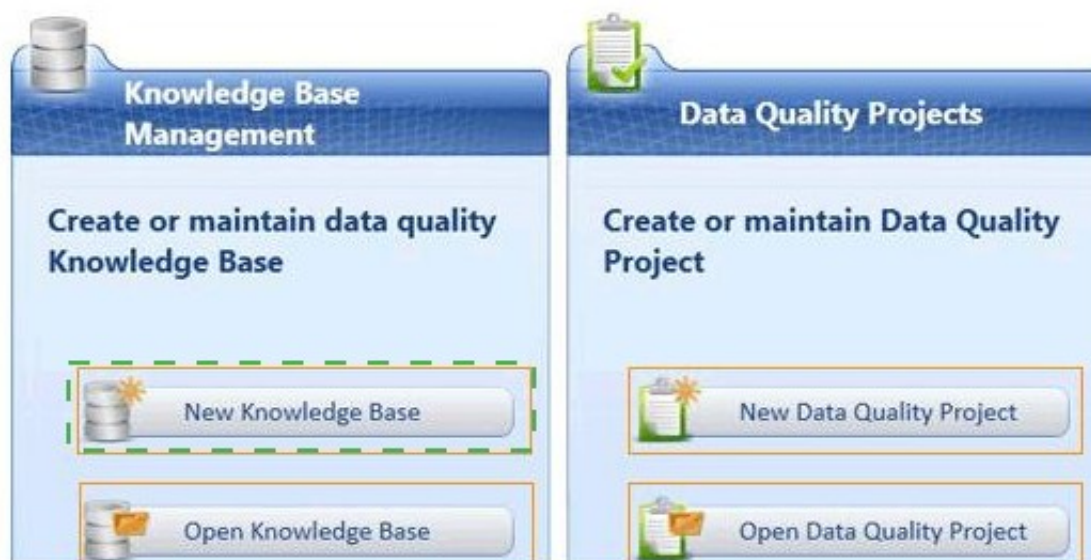 Knowledge Base
Management
Create or maintain data quality
Knowledge Base
New Knowledge Base
Open Knowledge Base
Data Quality Projects
Create or maintain Data Quality
Project
New Data Quality Project
Open Data Quality Project